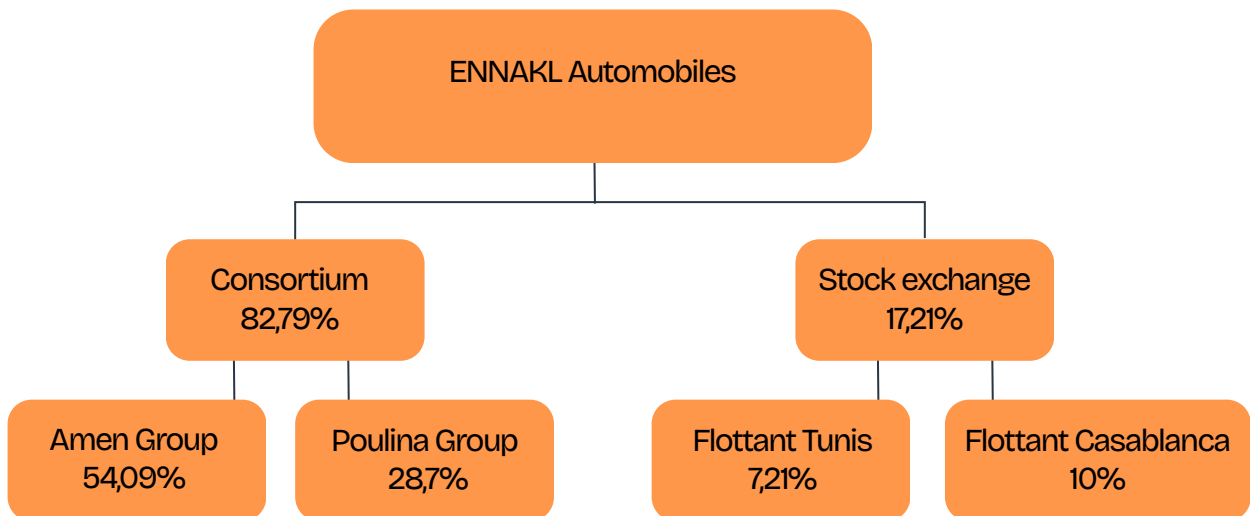 ENNAKL Automobiles
Consortium
82,79%
Stock exchange
17,21%
Amen Group
54,09%
Poulina Group
28,7%
Flottant Tunis
7,21%
Flottant Casablanca
10%